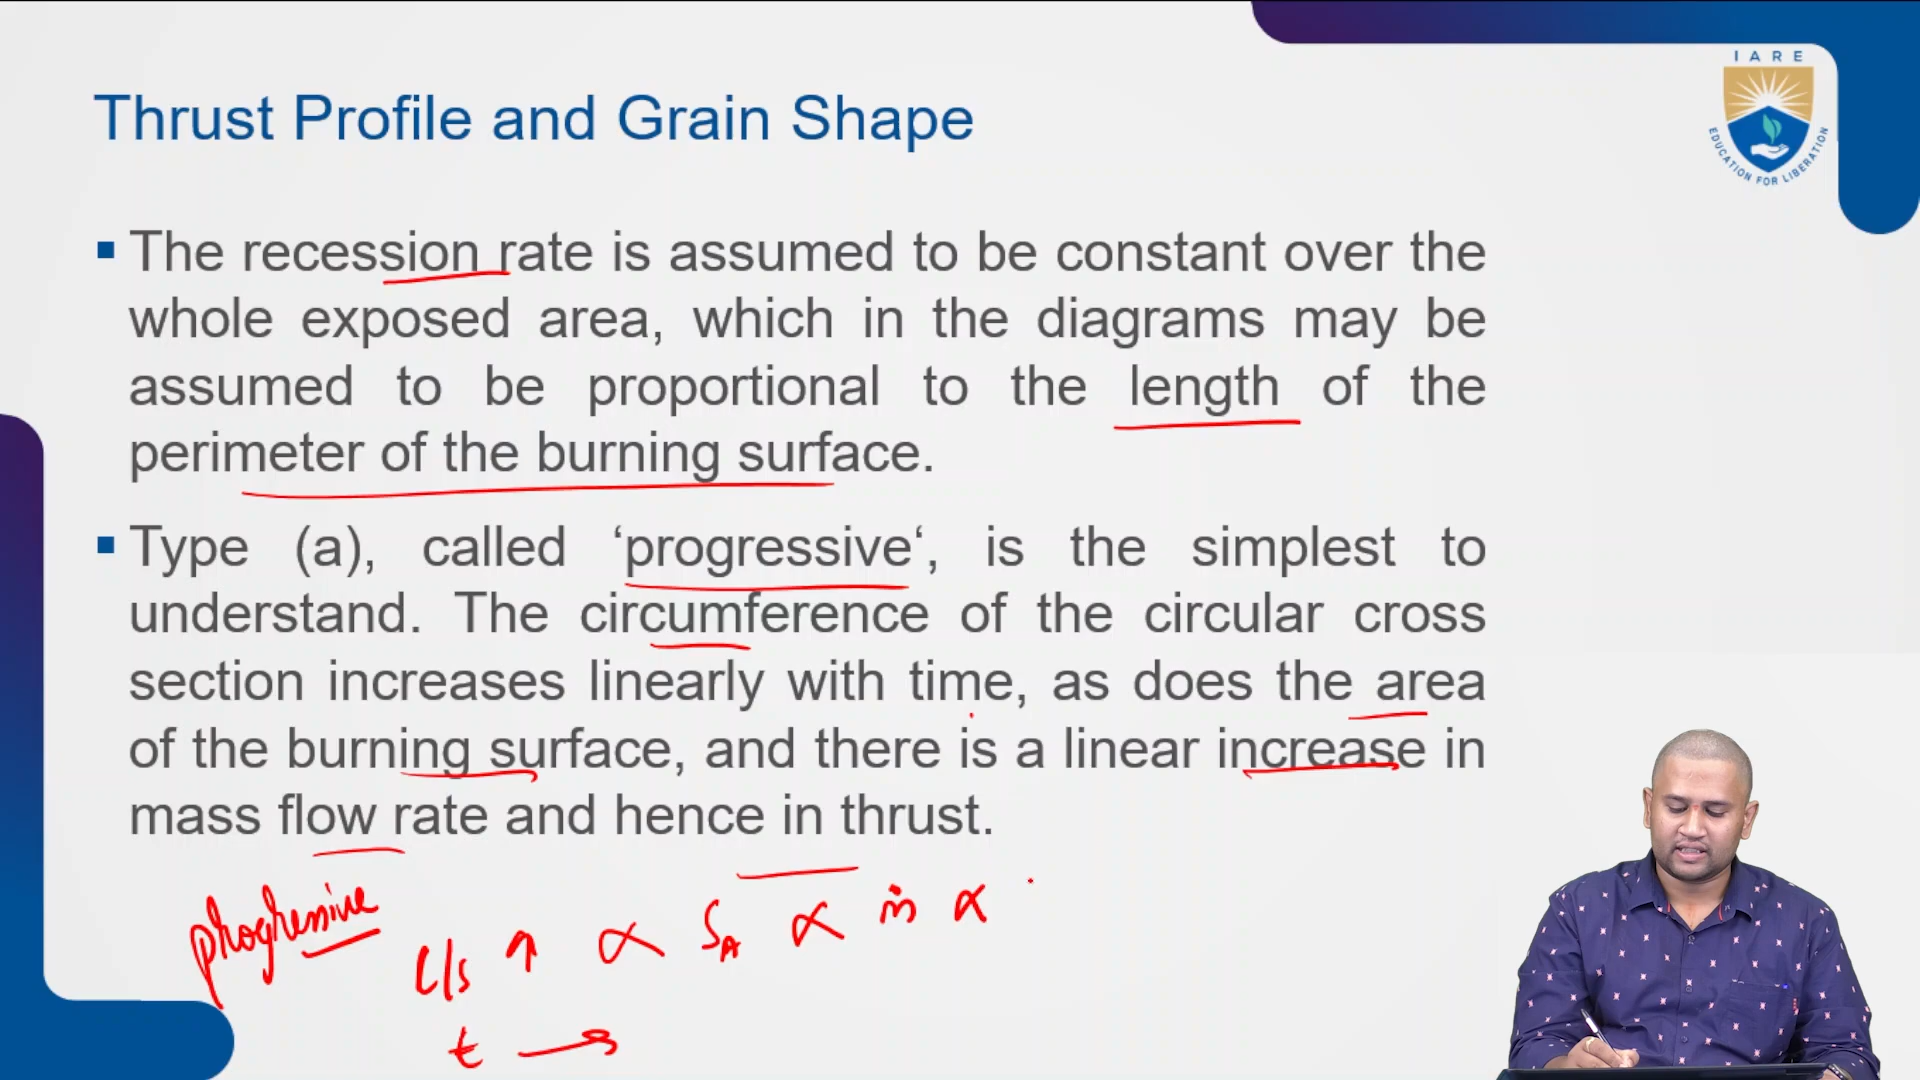 IARE
EDUCATION FOR LIBERATION
Thrust Profile and Grain Shape
▪ The recession rate is assumed to be constant over the
whole exposed area, which in the diagrams may be
assumed to be proportional to the length of the
perimeter of the burning surface.
▪ Type (a), called ‘progressive‘, is the simplest to
understand. The circumference of the circular cross
section increases linearly with time, as does the area
of the burning surface, and there is a linear increase in
mass flow rate and hence in thrust.
progressive C/s ↑ ∝ SA ∝ ṁ ∝
t →